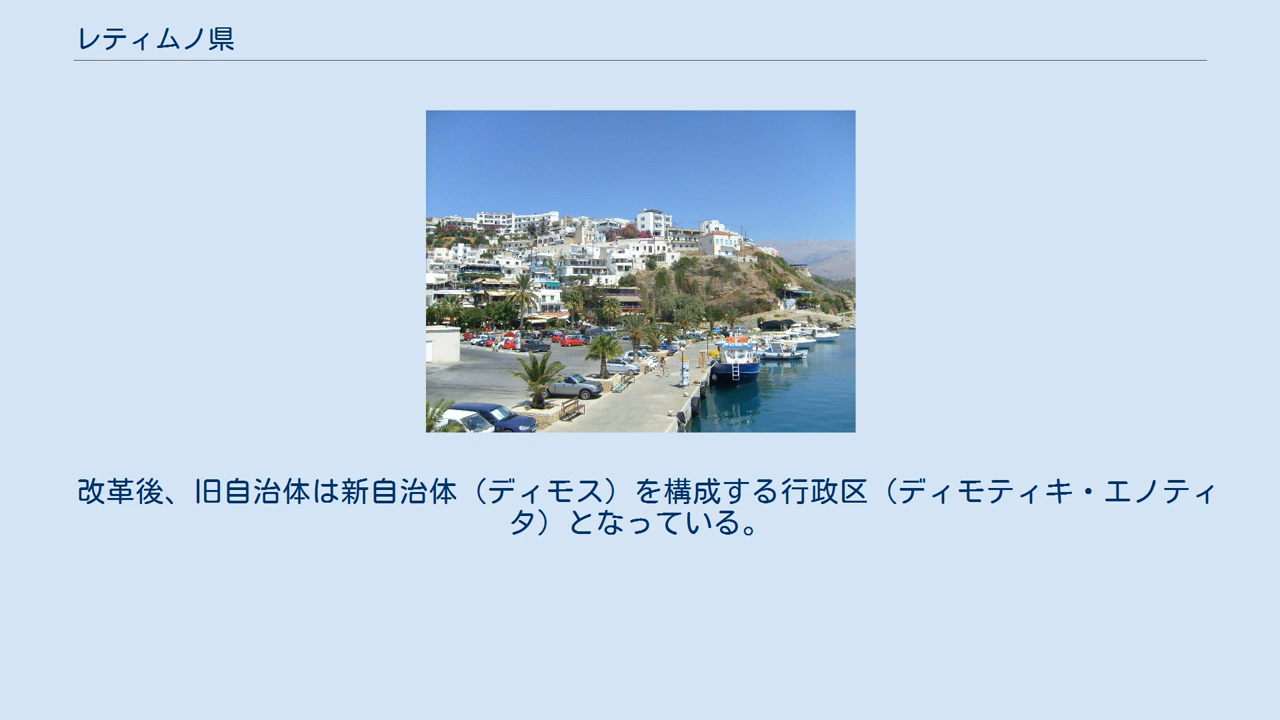 レティムノ県
改革後、旧自治体は新自治体（ディモス）を構成する行政区（ディモティキ・エノティ
タ）となっている。